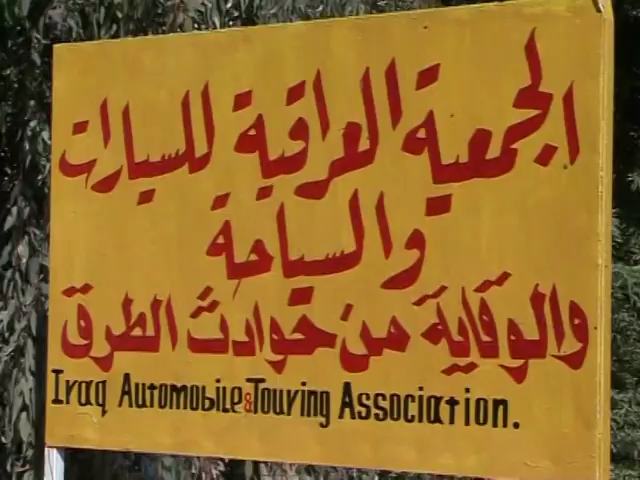 الجمعية العراقية للسيارات
والسياحة
والوقاية من حوادث الطرق
Iraq Automobile & Touring Association.